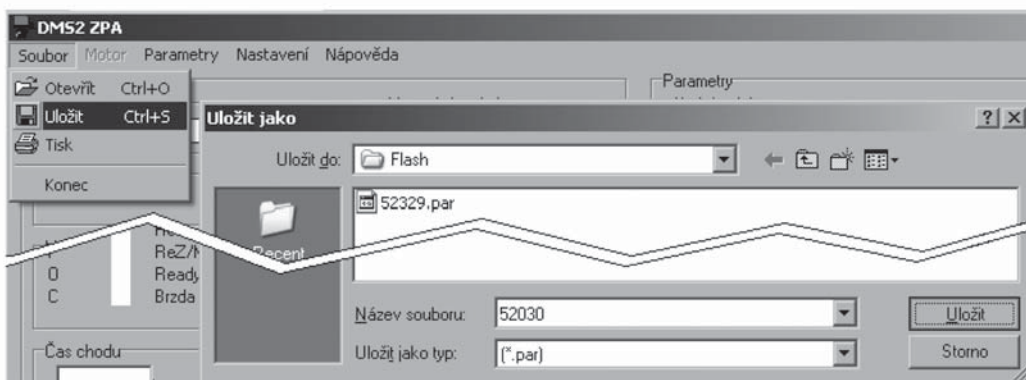 DMS2 ZPA
Soubor Motor Parametry Nastavení Nápověda
Otevřít Ctrl+O
Uložit Ctrl+S
Tisk
Konec
Parametry
Uložit jako
Uložit do: Flash
52329.par
Recent
ReZ/
O Ready
C Brzda
Název souboru: 52030
Uložit
Uložit jako typ: (*.par)
Storno
Čas chodu